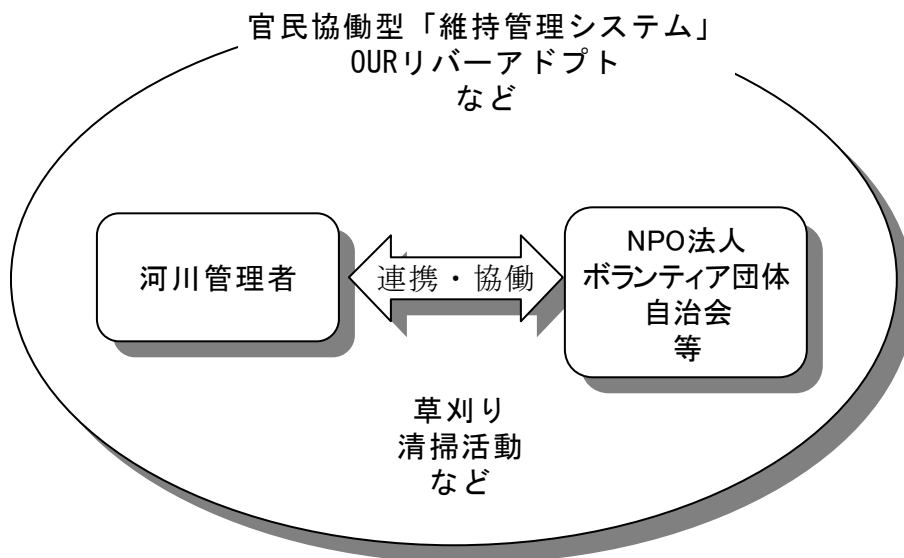 官民協働型「維持管理システム」
OURリバーアドプト
など
河川管理者
連携・協働
NPO法人
ボランティア団体
自治会
等
草刈り
清掃活動
など